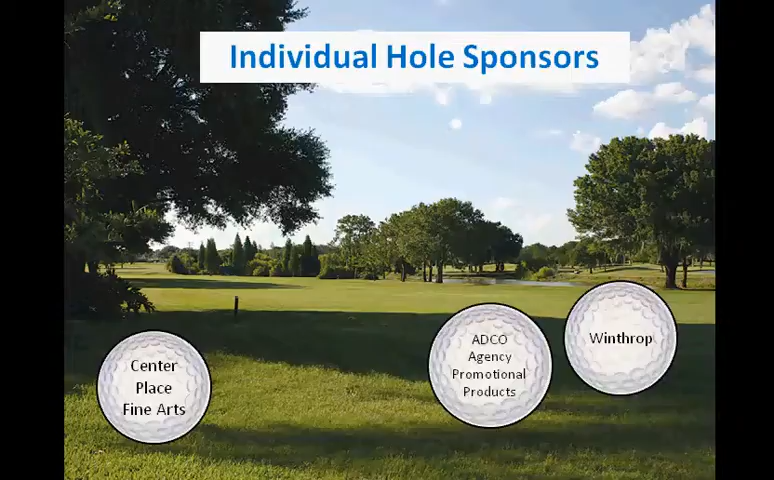 Individual Hole Sponsors
Center
Place
Fine Arts
ADCO
Agency
Promotional
Products
Winthrop